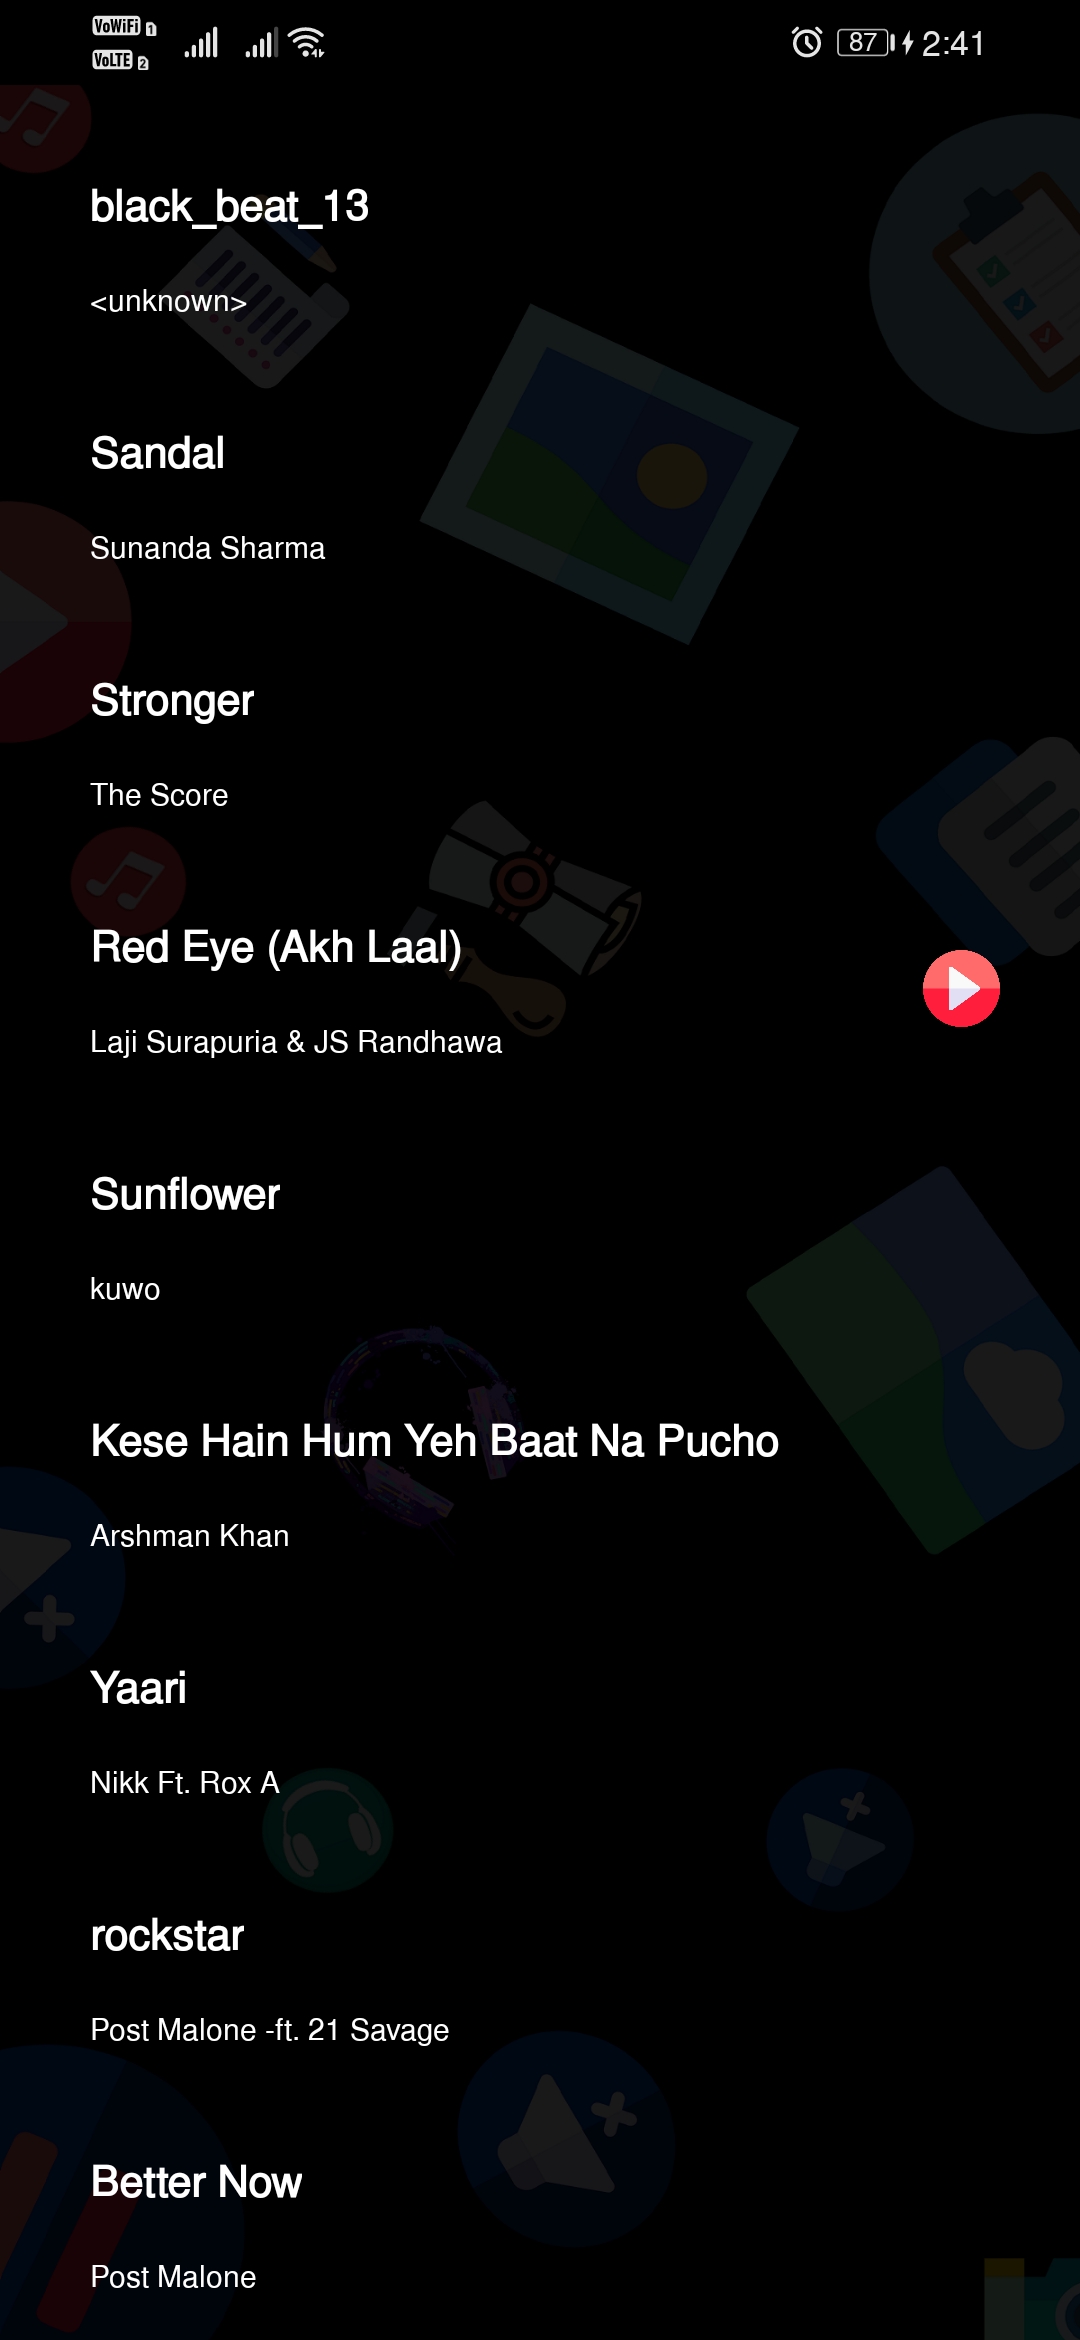 VoWiFi 1
VoLTE 2
87 2:41
black_beat_13
<unknown>
Sandal
Sunanda Sharma
Stronger
The Score
Red Eye (Akh Laal)
Laji Surapuria & JS Randhawa
Sunflower
kuwo
Kese Hain Hum Yeh Baat Na Pucho
Arshman Khan
Yaari
Nikk Ft. Rox A
rockstar
Post Malone -ft. 21 Savage
Better Now
Post Malone